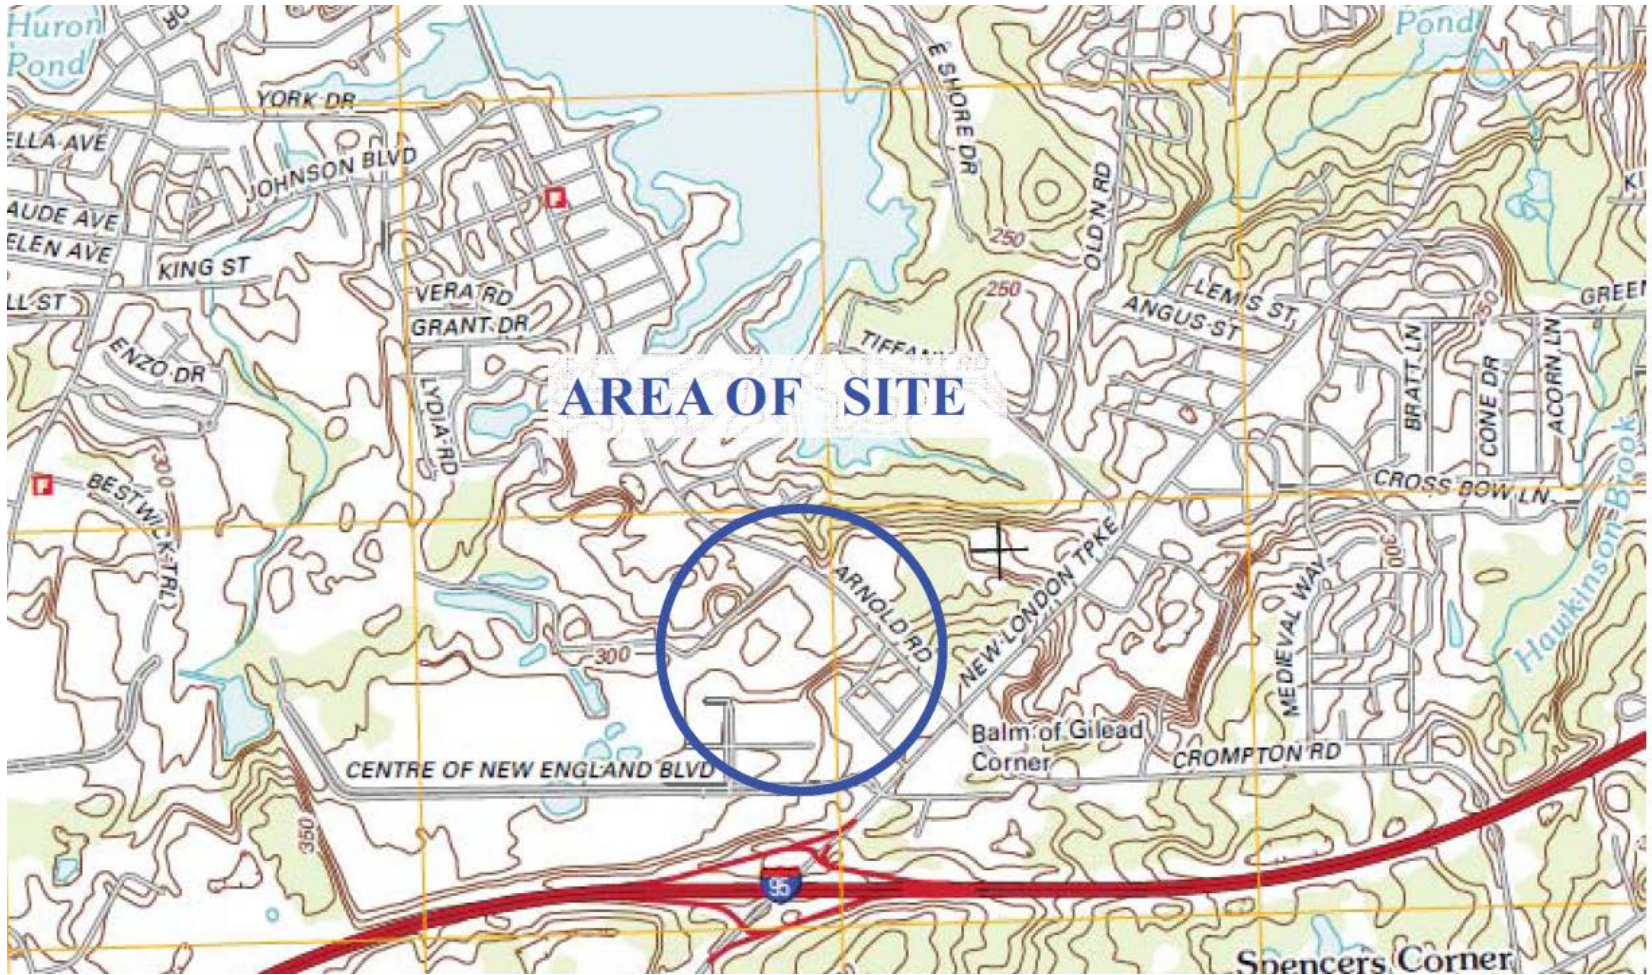 Huron
Pond
DR
YORK DR
ELLA AVE
JOHNSON BLVD
AUDE AVE
ELEN AVE
KING ST
LL ST
VERA RD
GRANT DR
ENZO DR
LYDIA RD
E SHORE DR
OLD N RD
Pond
250
250
LEMIS ST
ANGUS ST
GREEN
250
KI
TIFFAN
AREA OF SITE
BRATT LN
CONE DR
ACORN LN
300
BESTWICK TRL
CROSS BOW LN
Hawkinson Brook
ARNOLD RD
NEW LONDON TPKE
300
MEDIEVAL WAY
300
Balm of Gilead
Corner
CROMPTON RD
CENTRE OF NEW ENGLAND BLVD
350
95
Spencers Corner
F
F